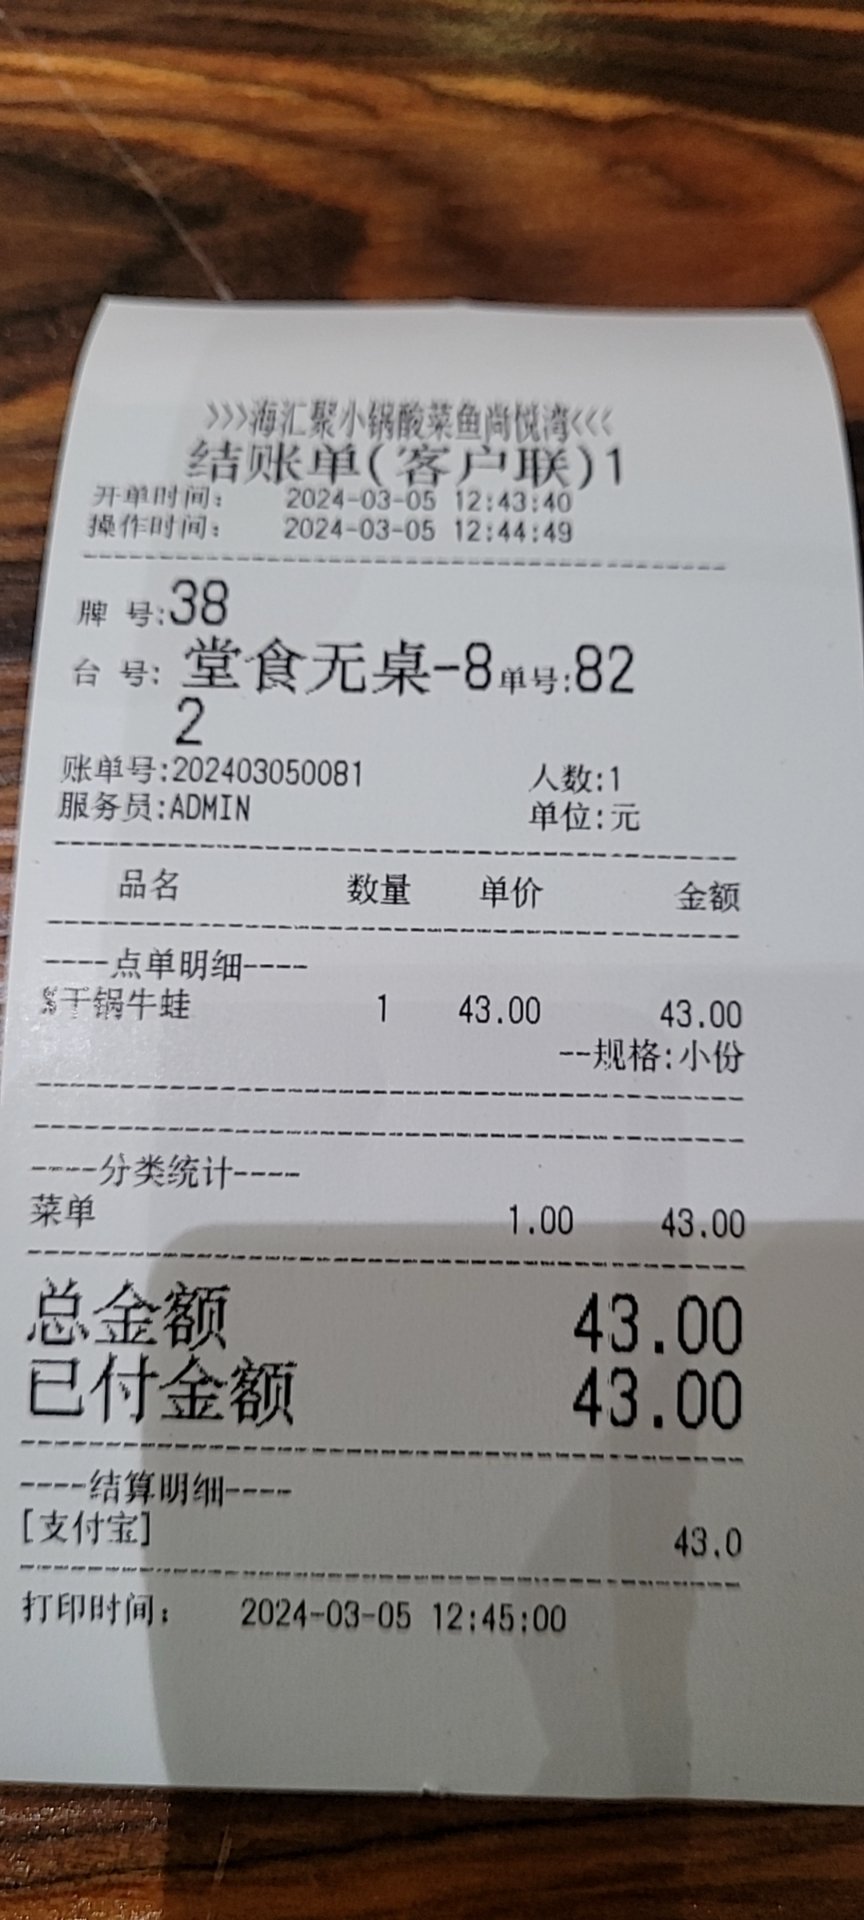 >>>海汇聚小锅酸菜鱼尚悦湾<<<
结账单(客户联)1
开单时间: 2024-03-05 12:43:40
操作时间: 2024-03-05 12:44:49
牌 号:38
台 号: 堂食无桌-8单号:82
2
账单号:202403050081 人数:1
服务员:ADMIN 单位:元
品名 数量 单价 金额
----点单明细----
干锅牛蛙 1 43.00 43.00
--规格:小份
----分类统计----
菜单 1.00 43.00
总金额 43.00
已付金额 43.00
----结算明细----
[支付宝] 43.0
打印时间: 2024-03-05 12:45:00